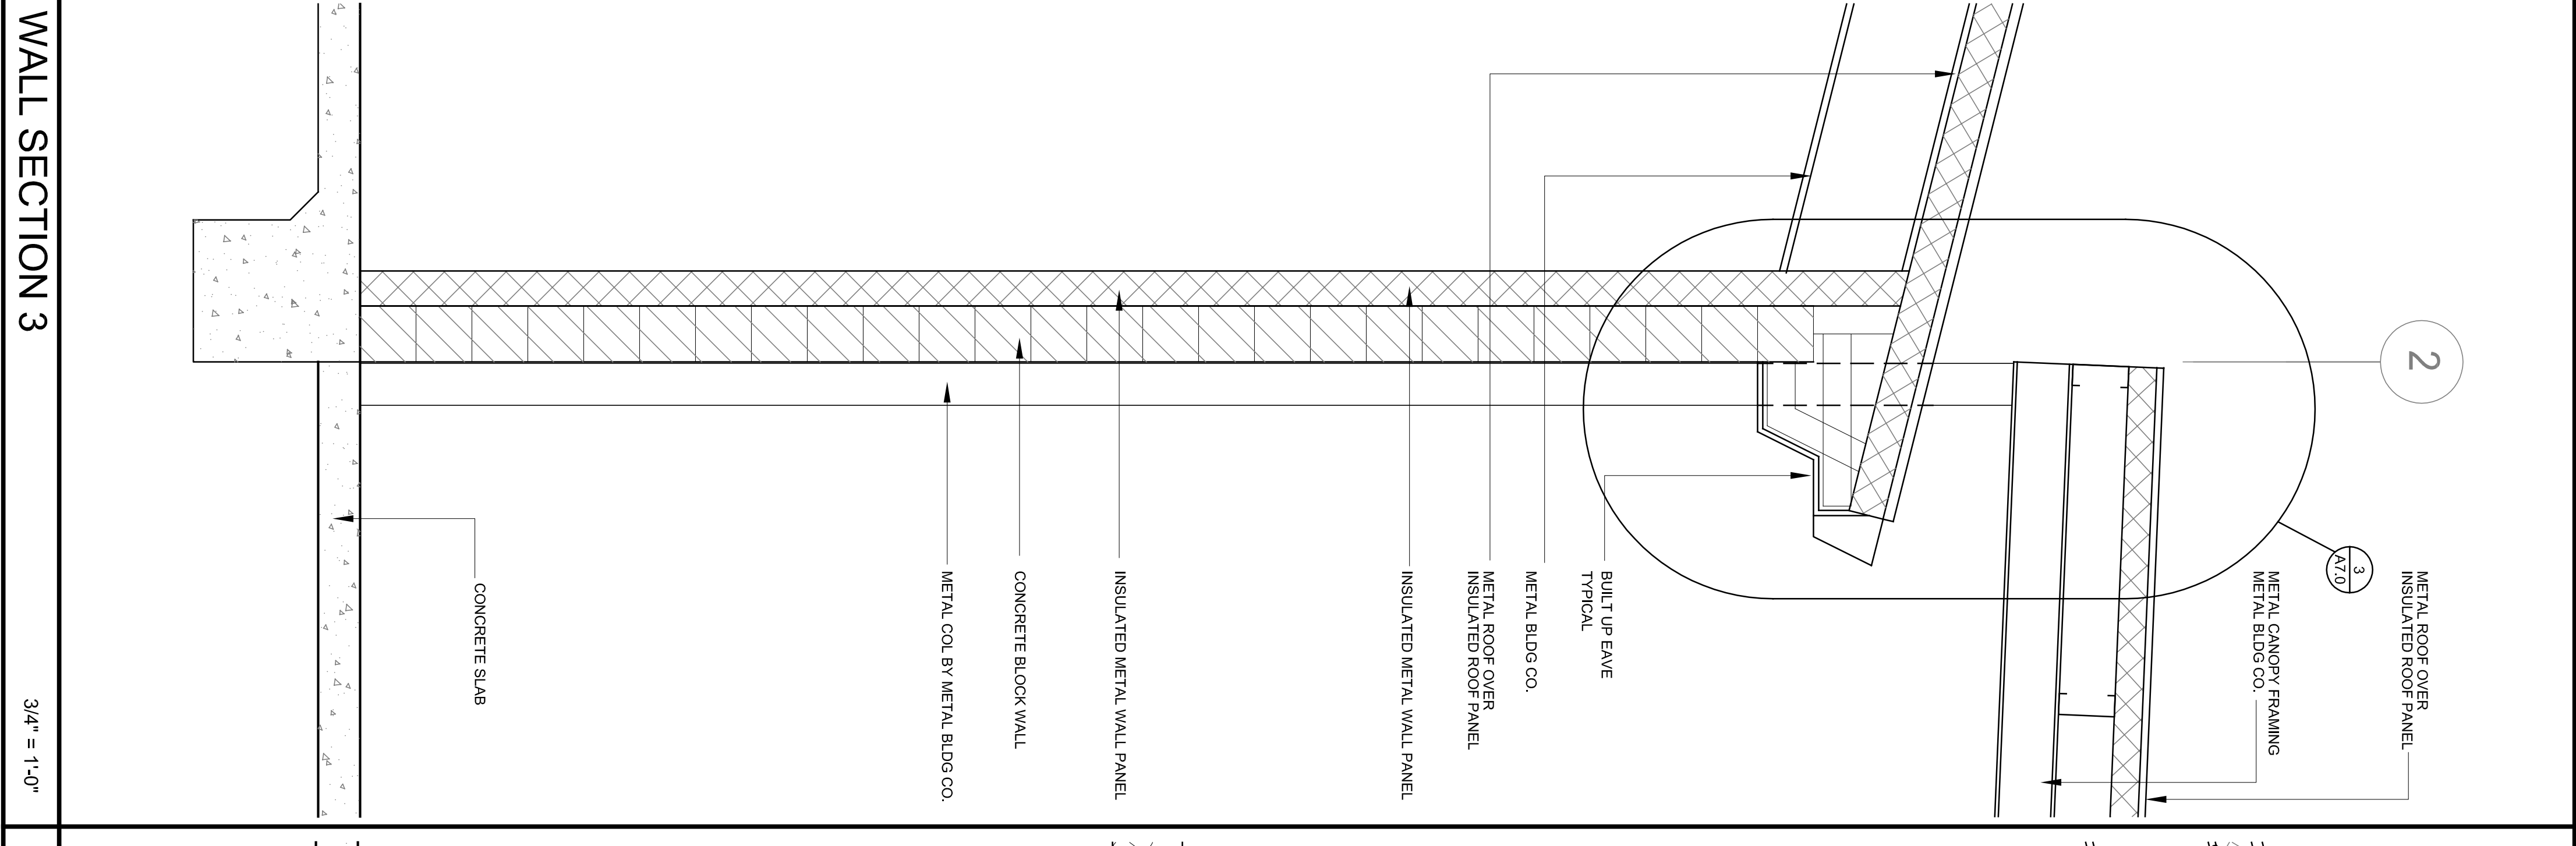 2
METAL ROOF OVER
INSULATED ROOF PANEL
3
A7.0
METAL CANOPY FRAMING
METAL BLDG CO.
BUILT UP EAVE
TYPICAL
METAL BLDG CO.
METAL ROOF OVER
INSULATED ROOF PANEL
INSULATED METAL WALL PANEL
INSULATED METAL WALL PANEL
CONCRETE BLOCK WALL
METAL COL BY METAL BLDG CO.
CONCRETE SLAB
WALL SECTION 3
3/4" = 1'-0"